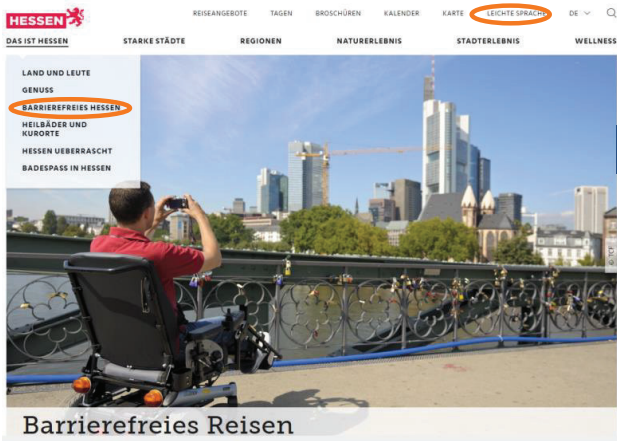 HESSEN
REISEANGEBOTE TAGEN BROSCHÜREN KALENDER KARTE LEICHTE SPRACHE DE
DAS IST HESSEN STARKE STÄDTE REGIONEN NATURERLEBNIS STADTERLEBNIS WELLNESS
LAND UND LEUTE
GENUSS
BARRIEREFREIES HESSEN
HEILBÄDER UND
KURORTE
HESSEN UEBERRASCHT
BADESPASS IN HESSEN
© TCF
Barrierefreies Reisen